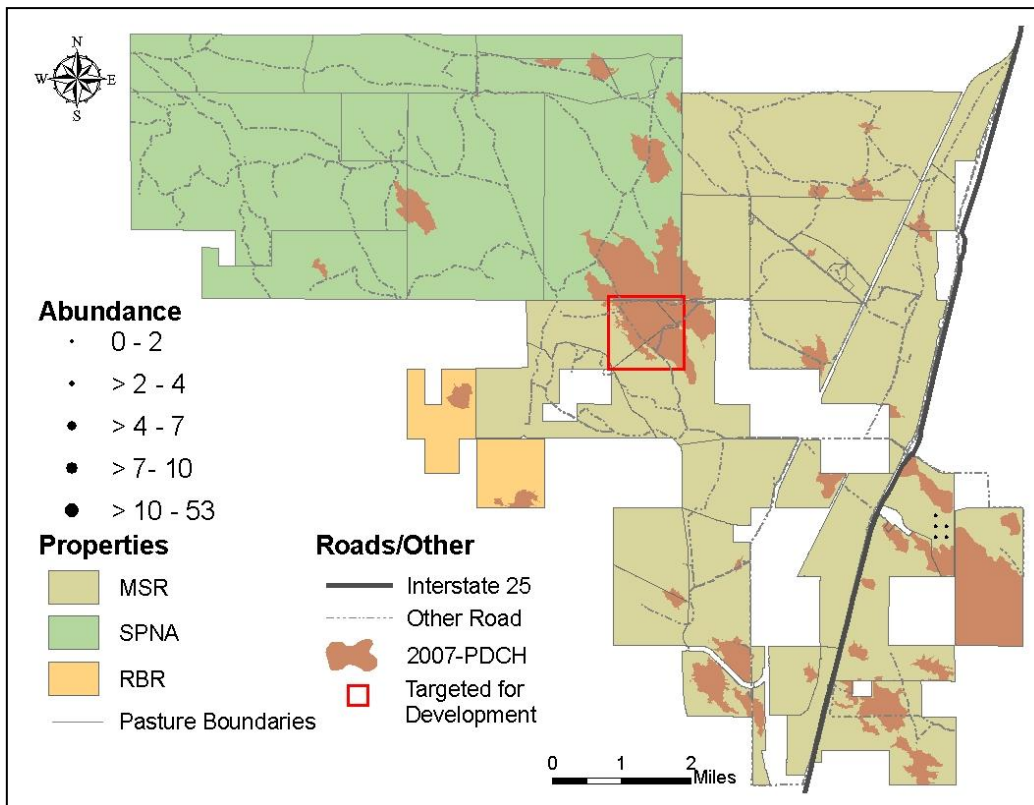 N
W E
S
Abundance
0 - 2
> 2 - 4
> 4 - 7
> 7- 10
> 10 - 53
Properties
MSR
SPNA
RBR
Pasture Boundaries
Roads/Other
Interstate 25
Other Road
2007-PDCH
Targeted for
Development
0 1 2
Miles